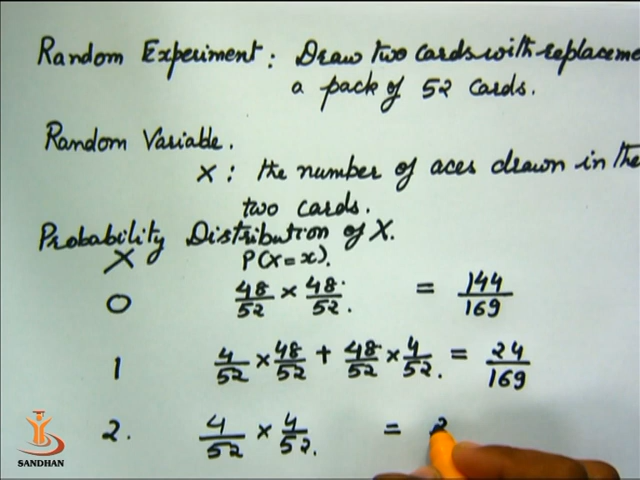 Random Experiment: Draw two cards with replaceme
a pack of 52 cards.
Random Variable.
X: the number of aces drawn in the
two cards.
Probability Distribution of X.
X P(X=x).
0 48/52 × 48/52. = 144/169
1 4/52 × 48/52 + 48/52 × 4/52. = 24/169
2. 4/52 × 4/52. =
SANDHAN